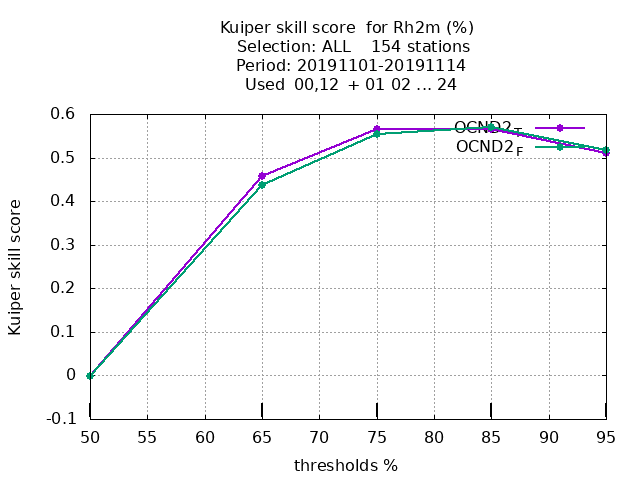 Kuiper skill score for Rh2m (%)
Selection: ALL 154 stations
Period: 20191101-20191114
Used 00,12 + 01 02 ... 24
0.6
0.5
0.4
0.3
0.2
0.1
0
-0.1
Kuiper skill score
OCND2T
OCND2F
50 55 60 65 70 75 80 85 90 95
thresholds %